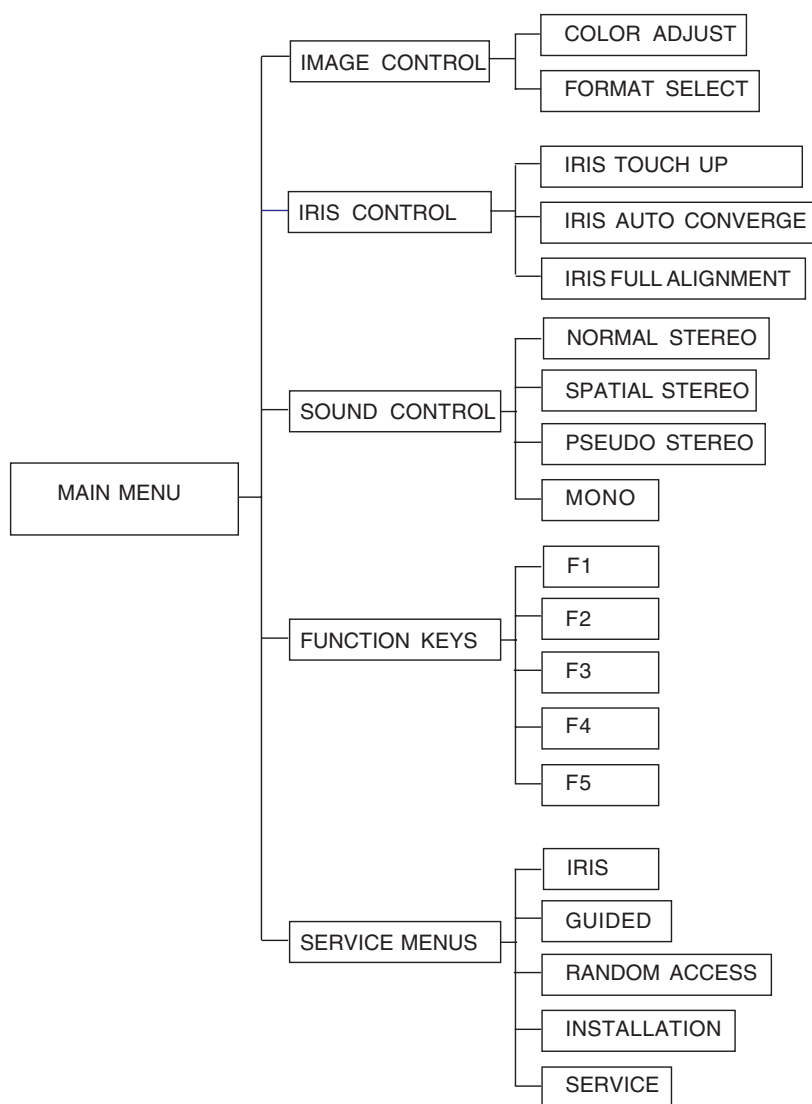 MAIN MENU
IMAGE CONTROL
COLOR ADJUST
FORMAT SELECT
IRIS CONTROL
IRIS TOUCH UP
IRIS AUTO CONVERGE
IRIS FULL ALIGNMENT
SOUND CONTROL
NORMAL STEREO
SPATIAL STEREO
PSEUDO STEREO
MONO
FUNCTION KEYS
F1
F2
F3
F4
F5
SERVICE MENUS
IRIS
GUIDED
RANDOM ACCESS
INSTALLATION
SERVICE